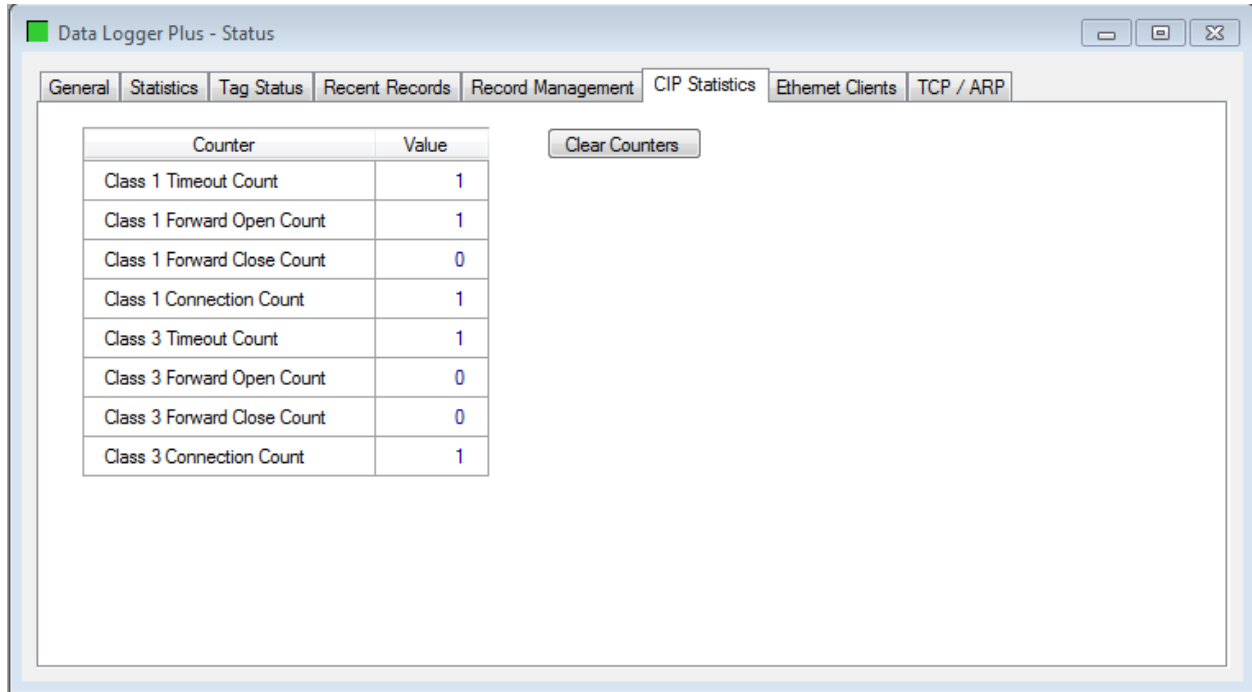 Data Logger Plus - Status
General Statistics Tag Status Recent Records Record Management CIP Statistics Ethernet Clients TCP / ARP
Counter Value Clear Counters
Class 1 Timeout Count 1
Class 1 Forward Open Count 1
Class 1 Forward Close Count 0
Class 1 Connection Count 1
Class 3 Timeout Count 1
Class 3 Forward Open Count 0
Class 3 Forward Close Count 0
Class 3 Connection Count 1